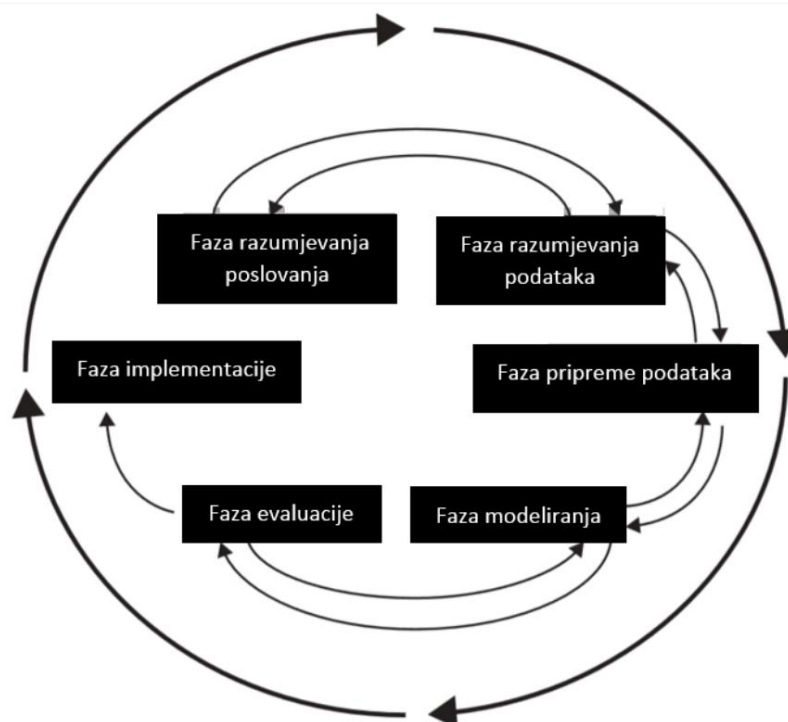 Faza razumjevanja
poslovanja
Faza razumjevanja
podataka
Faza implementacije
Faza pripreme podataka
Faza evaluacije
Faza modeliranja